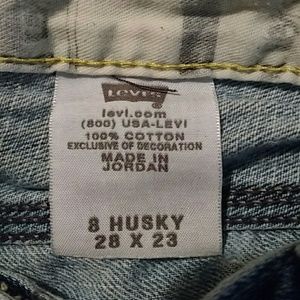 Levi's
levi.com
(800) USA-LEVI
100% COTTON
EXCLUSIVE OF DECORATION
MADE IN
JORDAN
8 HUSKY
28 X 23